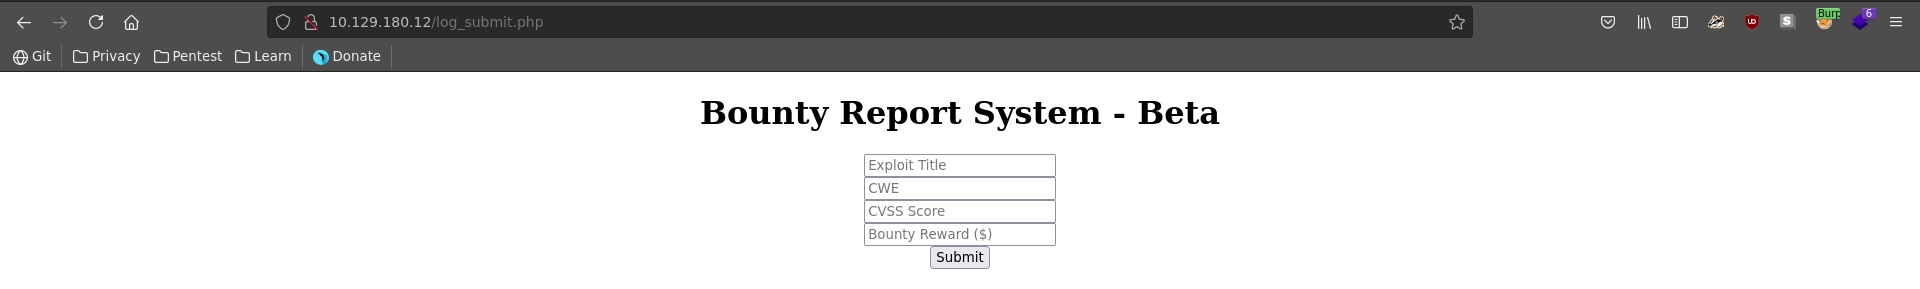 10.129.180.12/log_submit.php
UD
S
Burp
6
Git
Privacy
Pentest
Learn
Donate
Bounty Report System - Beta
Exploit Title
CWE
CVSS Score
Bounty Reward ($)
Submit